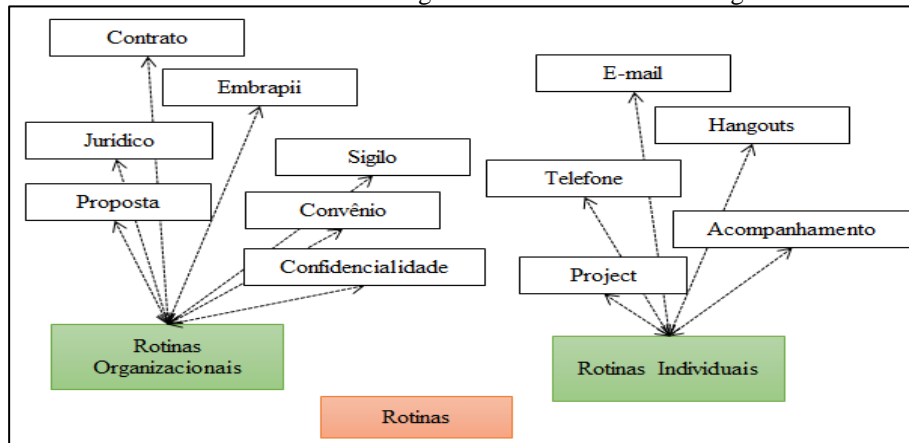 Contrato
Embrapii
Jurídico
Sigilo
Proposta
Convênio
Confidencialidade
Rotinas
Organizacionais
E-mail
Hangouts
Telefone
Acompanhamento
Project
Rotinas Individuais
Rotinas